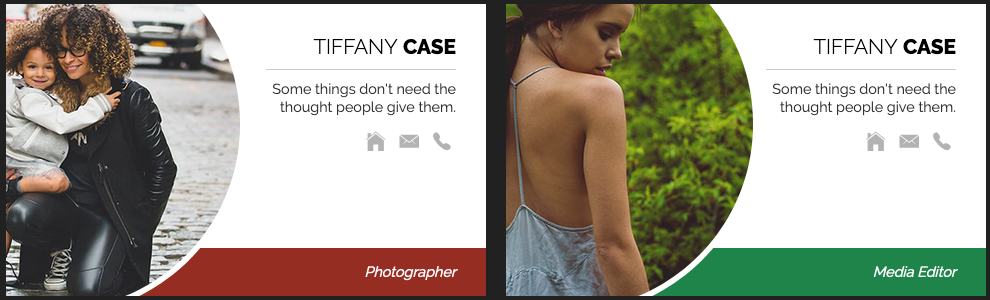 TIFFANY CASE
Some things don't need the
thought people give them.
Photographer
TIFFANY CASE
Some things don't need the
thought people give them.
Media Editor